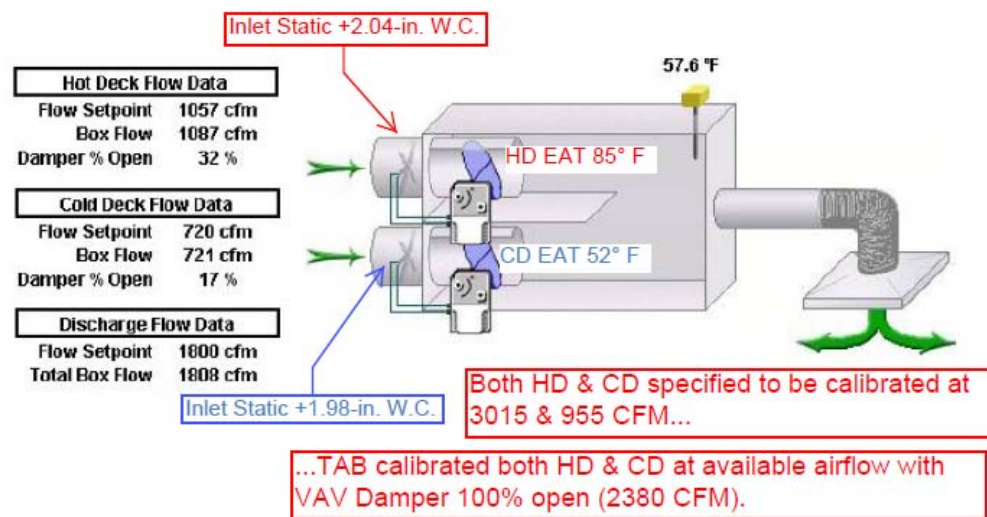 Inlet Static +2.04-in. W.C.
57.6 ºF
Hot Deck Flow Data
Flow Setpoint 1057 cfm
Box Flow 1087 cfm
Damper % Open 32 %
HD EAT 85° F
Cold Deck Flow Data
Flow Setpoint 720 cfm
Box Flow 721 cfm
Damper % Open 17 %
CD EAT 52° F
Discharge Flow Data
Flow Setpoint 1800 cfm
Total Box Flow 1808 cfm
Inlet Static +1.98-in. W.C.
Both HD & CD specified to be calibrated at
3015 & 955 CFM...
...TAB calibrated both HD & CD at available airflow with
VAV Damper 100% open (2380 CFM).